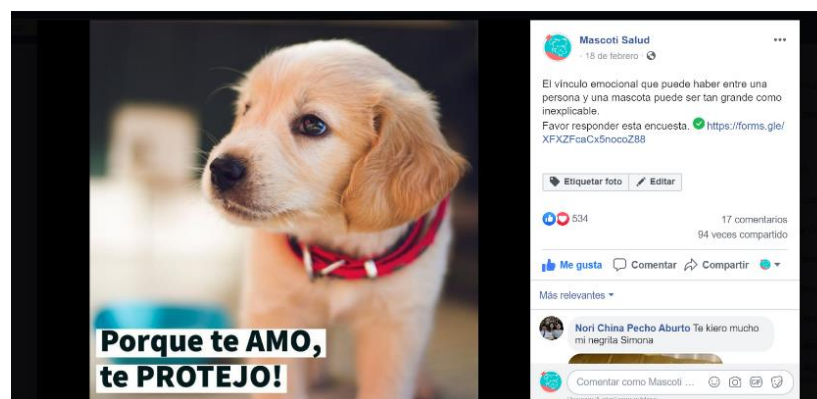 Porque te AMO,
te PROTEJO!
Mascoti Salud
· 18 de febrero ·
El vínculo emocional que puede haber entre una
persona y una mascota puede ser tan grande como
inexplicable.
Favor responder esta encuesta. https://forms.gle/
XFXZFcaCx5nocoZ88
Etiquetar foto Editar
534 17 comentarios
94 veces compartido
Me gusta Comentar Compartir
Más relevantes
Nori China Pecho Aburto Te kiero mucho
mi negrita Simona
Comentar como Mascoti ... GIF